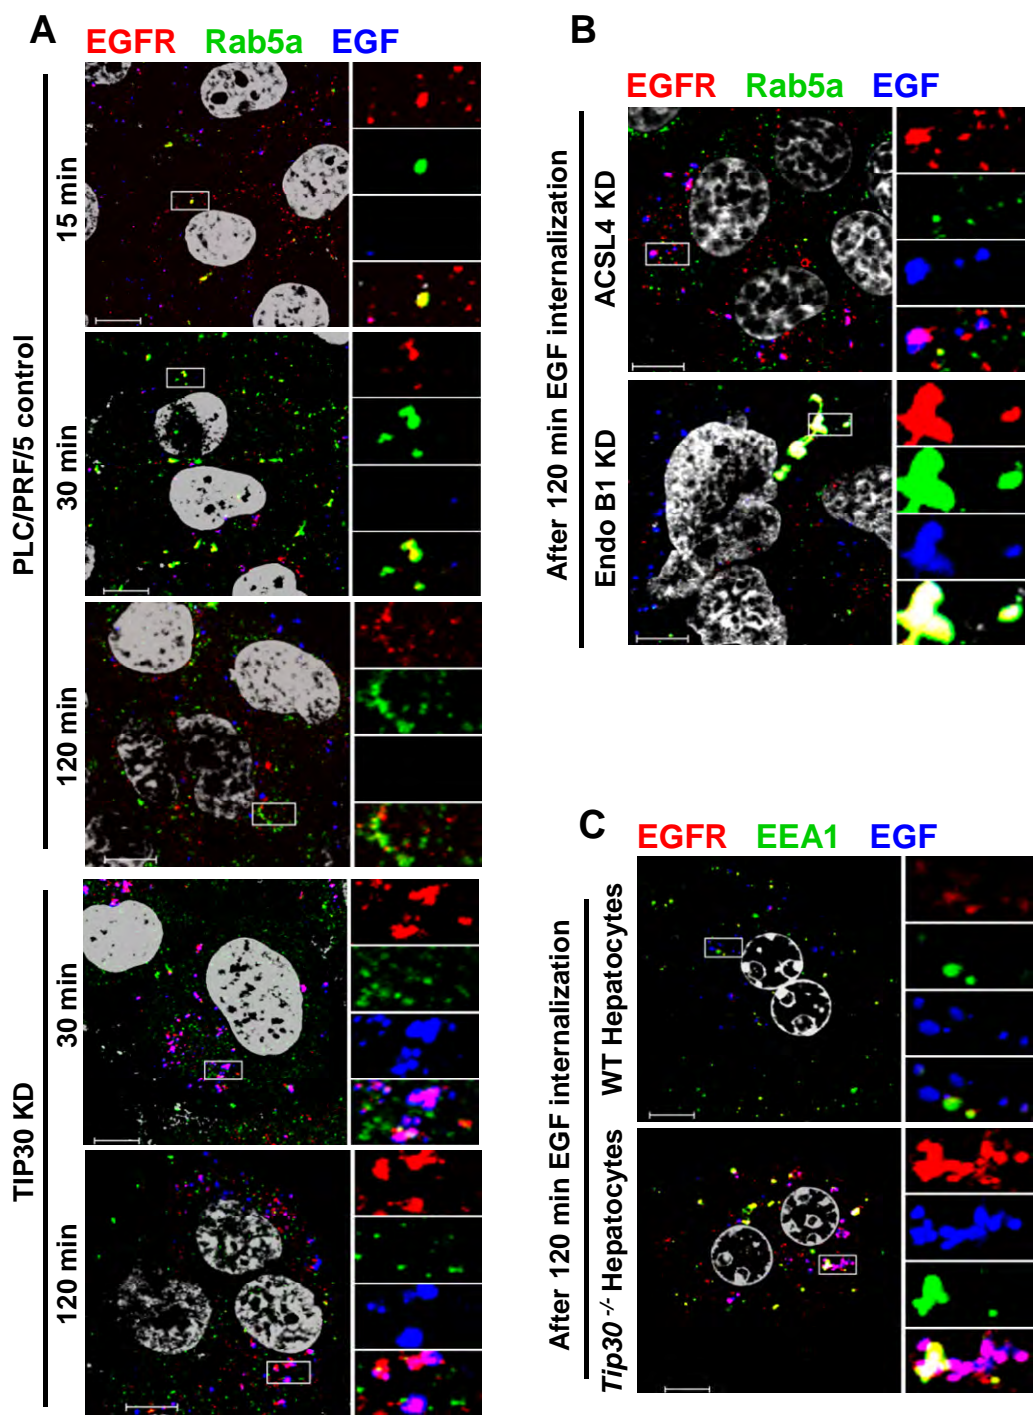 A
EGFR Rab5a EGF
PLC/PRF/5 control
15 min
30 min
120 min
TIP30 KD
30 min
120 min
B
EGFR Rab5a EGF
After 120 min EGF internalization
ACSL4 KD
Endo B1 KD
C
EGFR EEA1 EGF
After 120 min EGF internalization
WT Hepatocytes
Tip30 -/- Hepatocytes